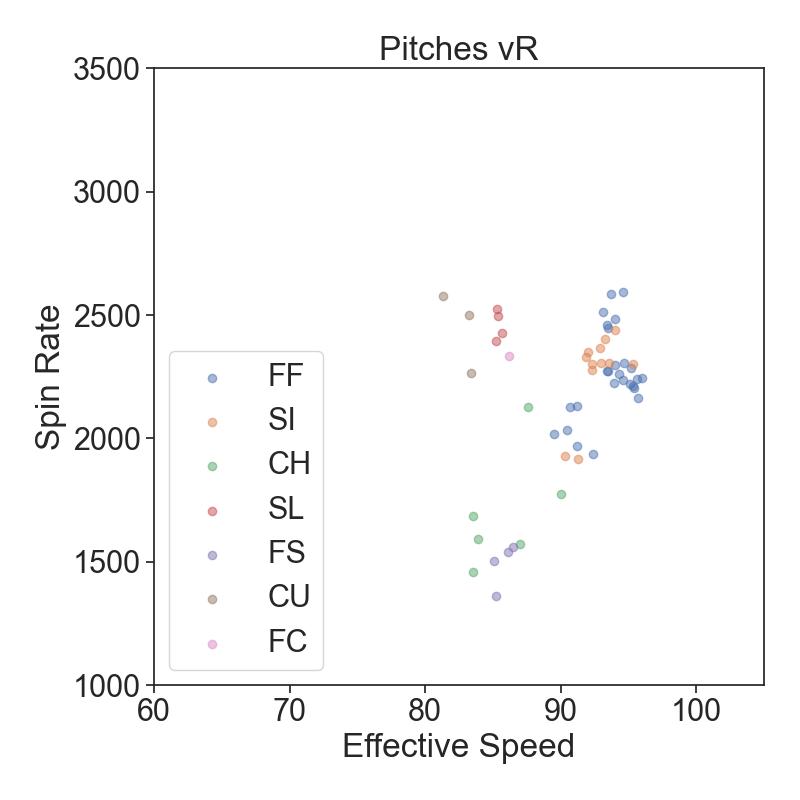 Pitches vR
3500
3000
2500
2000
1500
1000
Spin Rate
FF
SI
CH
SL
FS
CU
FC
60 70 80 90 100
Effective Speed